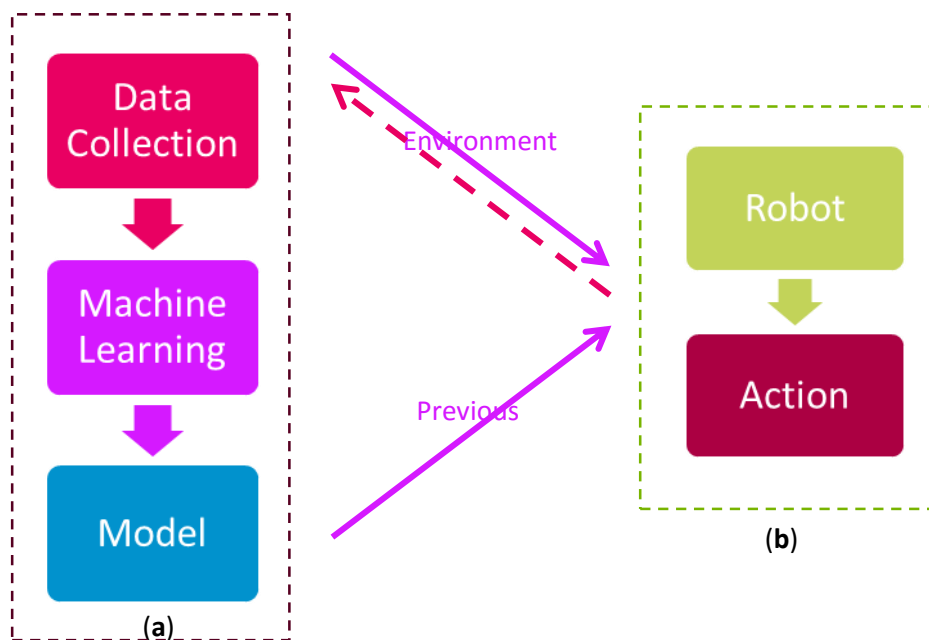 Data
Collection
Machine
Learning
Model
(a)
Environment
Previous
Robot
Action
(b)